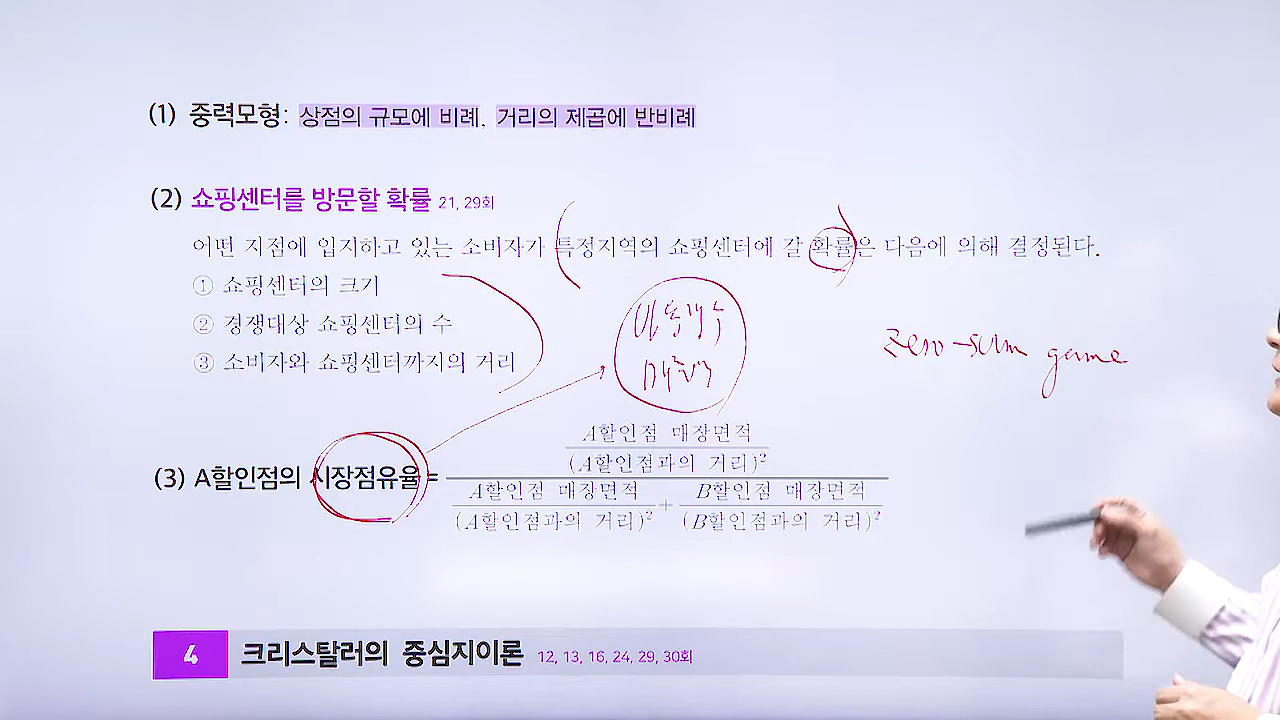 (1) 중력모형: 상점의 규모에 비례, 거리의 제곱에 반비례
(2) 쇼핑센터를 방문할 확률 21, 29회
어떤 지점에 입지하고 있는 소비자가 특정지역의 쇼핑센터에 갈 확률은 다음에 의해 결정된다.
① 쇼핑센터의 크기
② 경쟁대상 쇼핑센터의 수
③ 소비자와 쇼핑센터까지의 거리
zero-sum game
(3) A할인점의 시장점유율 =
A할인점 매장면적
(A할인점과의 거리)²
A할인점 매장면적
(A할인점과의 거리)²
+
B할인점 매장면적
(B할인점과의 거리)²
4 크리스탈러의 중심지이론 12, 13, 16, 24, 29, 30회